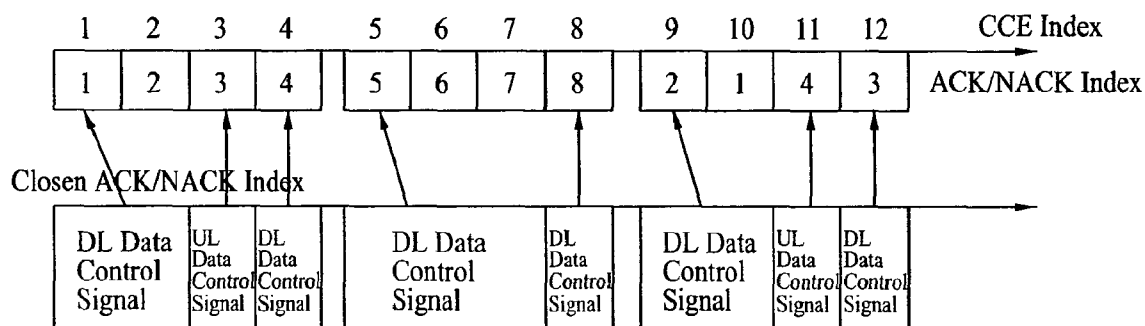 1 2 3 4 5 6 7 8 9 10 11 12 CCE Index
1 2 3 4 5 6 7 8 2 1 4 3 ACK/NACK Index
Closen ACK/NACK Index
DL Data
Control
Signal
UL
Data
Control
Signal
DL
Data
Control
Signal
DL Data
Control
Signal
DL
Data
Control
Signal
DL Data
Control
Signal
UL
Data
Control
Signal
DL
Data
Control
Signal